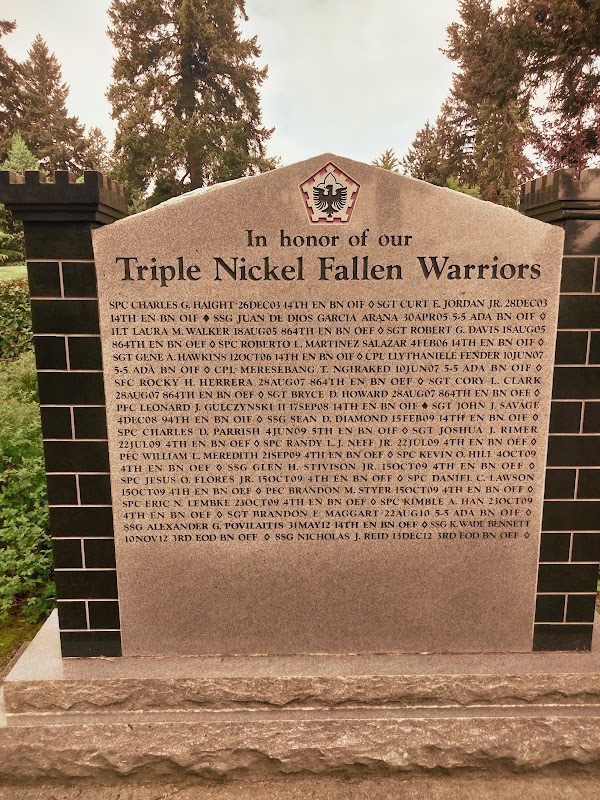 In honor of our
Triple Nickel Fallen Warriors
SPC CHARLES G. HAIGHT 26DEC03 14TH EN BN OIF ◊ SGT CURT E. JORDAN JR. 28DEC03
14TH EN BN OIF ♦ SSG JUAN DE DIOS GARCIA ARANA 30APR05 5-5 ADA BN OIF ◊
1LT LAURA M. WALKER 18AUG05 864TH EN BN OEF ◊ SGT ROBERT G. DAVIS 18AUG05
864TH EN BN OEF ◊ SPC ROBERTO L. MARTINEZ SALAZAR 4FEB06 14TH EN BN OIF ◊
SGT GENE A. HAWKINS 12OCT06 14TH EN BN OIF ◊ CPL LLYTHANIELE FENDER 10JUN07
5-5 ADA BN OIF ◊ CPL MERESEBANG T. NGIRAKED 10JUN07 5-5 ADA BN OIF ◊
SFC ROCKY H. HERRERA 28AUG07 864TH EN BN OEF ◊ SGT CORY L. CLARK
28AUG07 864TH EN BN OEF ◊ SGT BRYCE D. HOWARD 28AUG07 864TH EN BN OEF ◊
PFC LEONARD J. GULCZYNSKI II 17SEP08 14TH EN BN OIF ♦ SGT JOHN J. SAVAGE
4DEC08 94TH EN BN OIF ◊ SSG SEAN D. DIAMOND 15FEB09 14TH EN BN OIF ◊
SPC CHARLES D. PARRISH 4JUN09 5TH EN BN OIF ◊ SGT JOSHUA J. RIMER
22JUL09 4TH EN BN OEF ◊ SPC RANDY L. J. NEFF JR. 22JUL09 4TH EN BN OEF ◊
PFC WILLIAM L. MEREDITH 21SEP09 4TH EN BN OEF ◊ SPC KEVIN O. HILL 4OCT09
4TH EN BN OEF ◊ SSG GLEN H. STIVISON JR. 15OCT09 4TH EN BN OEF ◊
SPC JESUS O. FLORES JR. 15OCT09 4TH EN BN OEF ◊ SPC DANIEL C. LAWSON
15OCT09 4TH EN BN OEF ◊ PFC BRANDON M. STYER 15OCT09 4TH EN BN OEF ◊
SPC ERIC N. LEMBKE 23OCT09 4TH EN BN OEF ◊ SPC KIMBLE A. HAN 23OCT09
4TH EN BN OEF ◊ SGT BRANDON E. MAGGART 22AUG10 5-5 ADA BN OIF ◊
SSG ALEXANDER G. POVILAITIS 31MAY12 14TH EN BN OEF ◊ SSG K. WADE BENNETT
10NOV12 3RD EOD BN OEF ◊ SSG NICHOLAS J. REID 13DEC12 3RD EOD BN OEF ◊